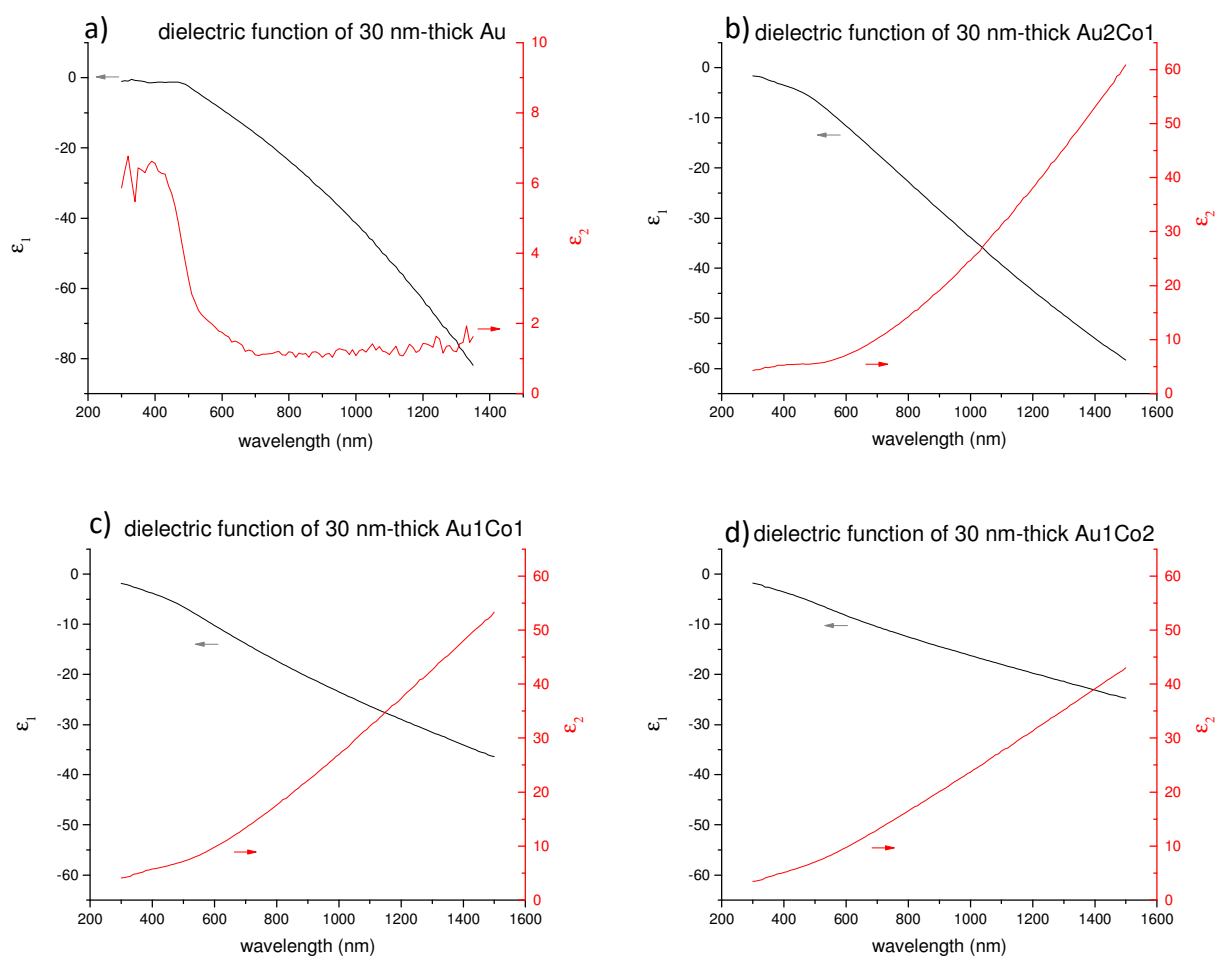 a) dielectric function of 30 nm-thick Au
0
-20
-40
-60
-80
ε1
0
2
4
6
8
10
ε2
200 400 600 800 1000 1200 1400
wavelength (nm)
b) dielectric function of 30 nm-thick Au2Co1
0
-10
-20
-30
-40
-50
-60
ε1
0
10
20
30
40
50
60
ε2
200 400 600 800 1000 1200 1400 1600
wavelength (nm)
c) dielectric function of 30 nm-thick Au1Co1
0
-10
-20
-30
-40
-50
-60
ε1
0
10
20
30
40
50
60
ε2
200 400 600 800 1000 1200 1400 1600
wavelength (nm)
d) dielectric function of 30 nm-thick Au1Co2
0
-10
-20
-30
-40
-50
-60
ε1
0
10
20
30
40
50
60
ε2
200 400 600 800 1000 1200 1400 1600
wavelength (nm)